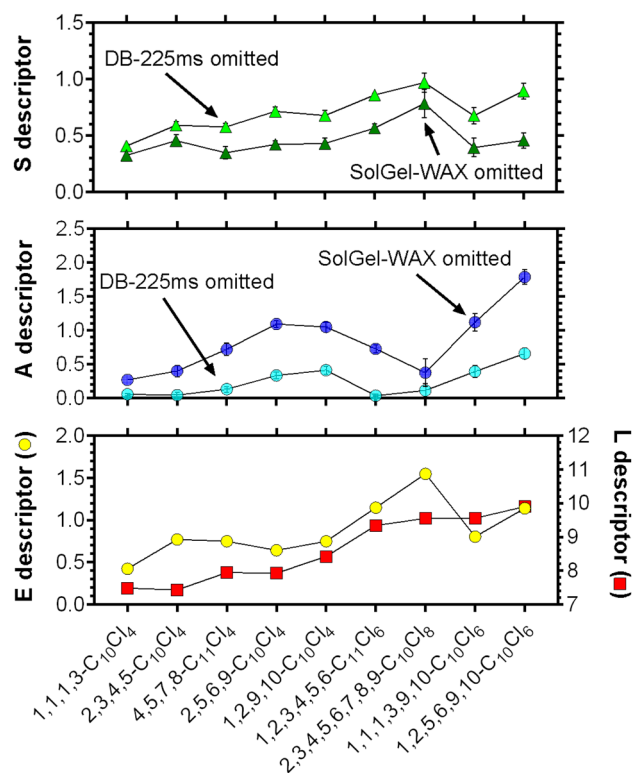 S descriptor
1.5
1.0
0.5
0.0
DB-225ms omitted
SolGel-WAX omitted
A descriptor
2.5
2.0
1.5
1.0
0.5
0.0
SolGel-WAX omitted
DB-225ms omitted
E descriptor ( )
2.0
1.5
1.0
0.5
0.0
12
11
10
9
8
7
L descriptor ( )
1,1,1,3-C10Cl4
2,3,4,5-C10Cl4
4,5,7,8-C11Cl4
2,5,6,9-C10Cl4
1,2,9,10-C10Cl4
1,2,3,4,5,6-C11Cl6
2,3,4,5,6,7,8,9-C10Cl8
1,1,1,3,9,10-C10Cl6
1,2,5,6,9,10-C10Cl6